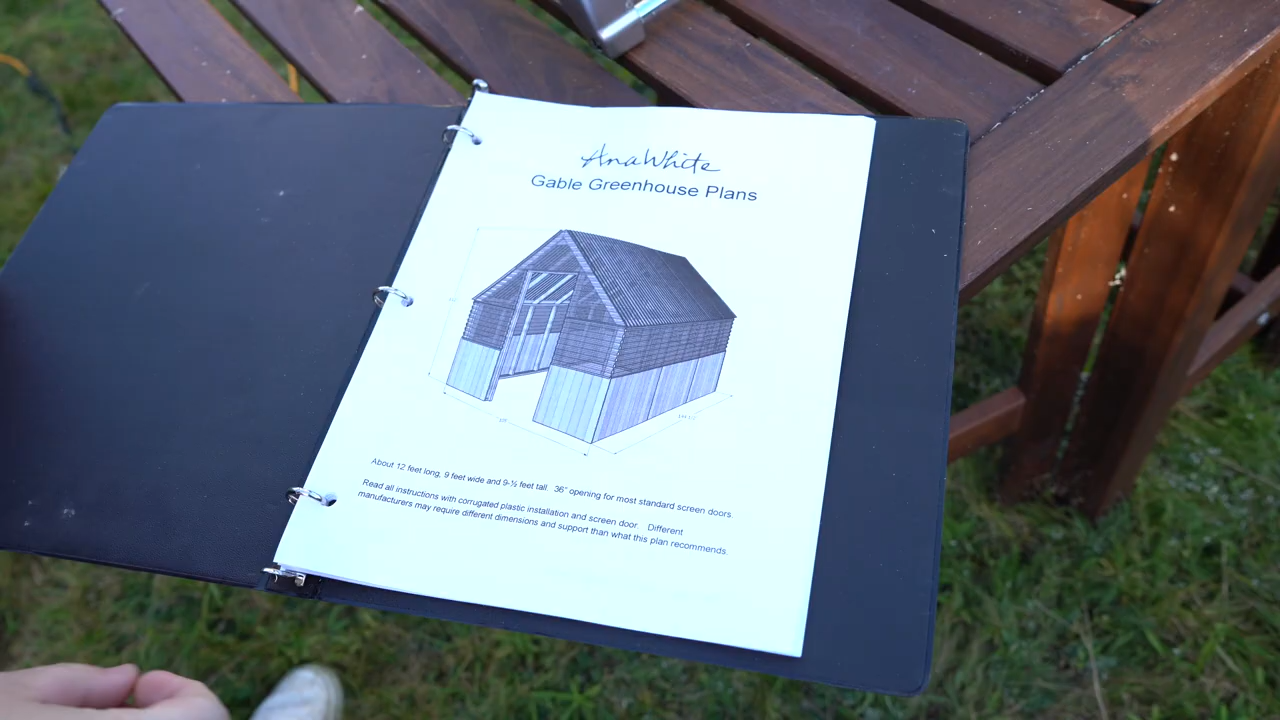 AnaWhite
Gable Greenhouse Plans
About 12 feet long, 9 feet wide and 9-½ feet tall. 36" opening for most standard screen doors.
Read all instructions with corrugated plastic installation and screen door. Different
manufacturers may require different dimensions and support than what this plan recommends.